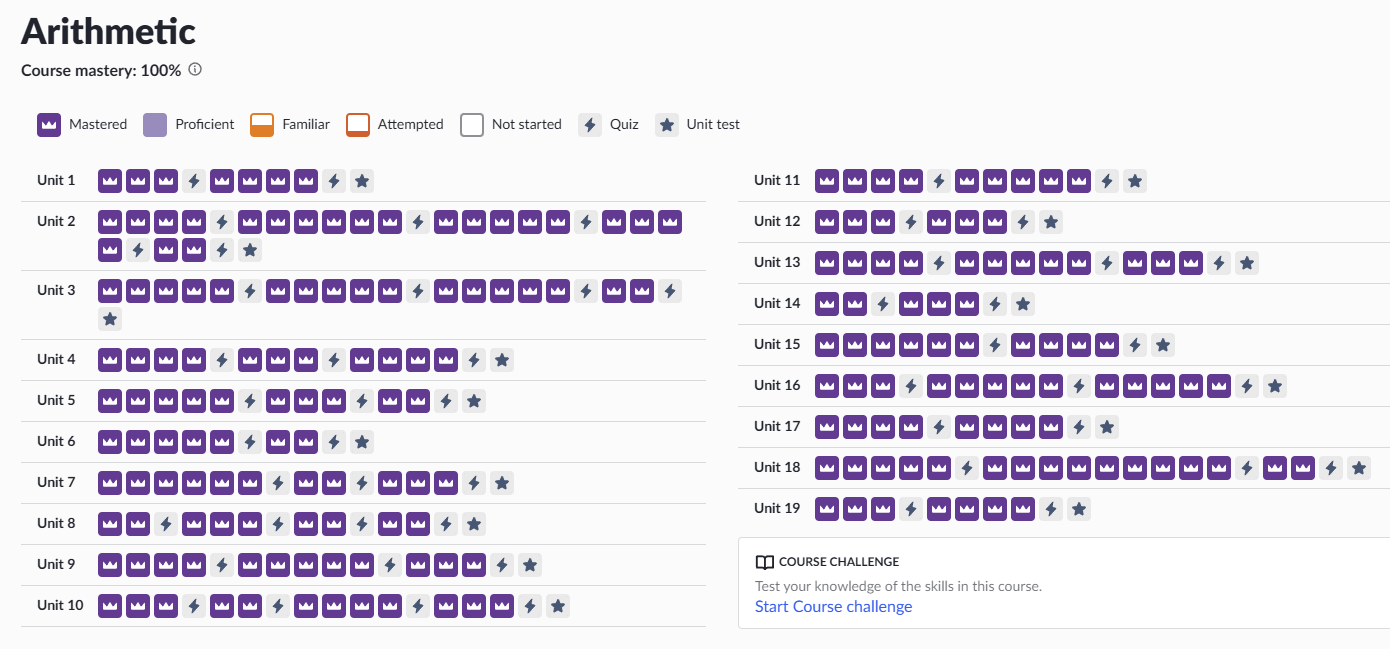 Arithmetic
Course mastery: 100%
Mastered Proficient Familiar Attempted Not started Quiz Unit test
Unit 1
Unit 2
Unit 3
Unit 4
Unit 5
Unit 6
Unit 7
Unit 8
Unit 9
Unit 10
Unit 11
Unit 12
Unit 13
Unit 14
Unit 15
Unit 16
Unit 17
Unit 18
Unit 19
COURSE CHALLENGE
Test your knowledge of the skills in this course.
Start Course challenge